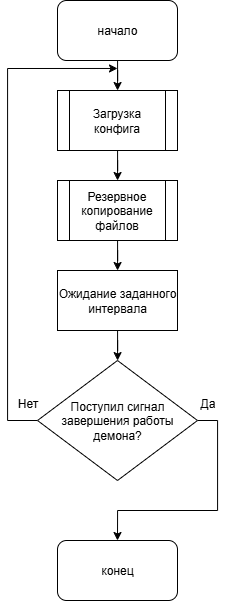 начало
Загрузка
конфига
Резервное
копирование
файлов
Ожидание заданного
интервала
Нет
Да
Поступил сигнал
завершения работы
демона?
конец